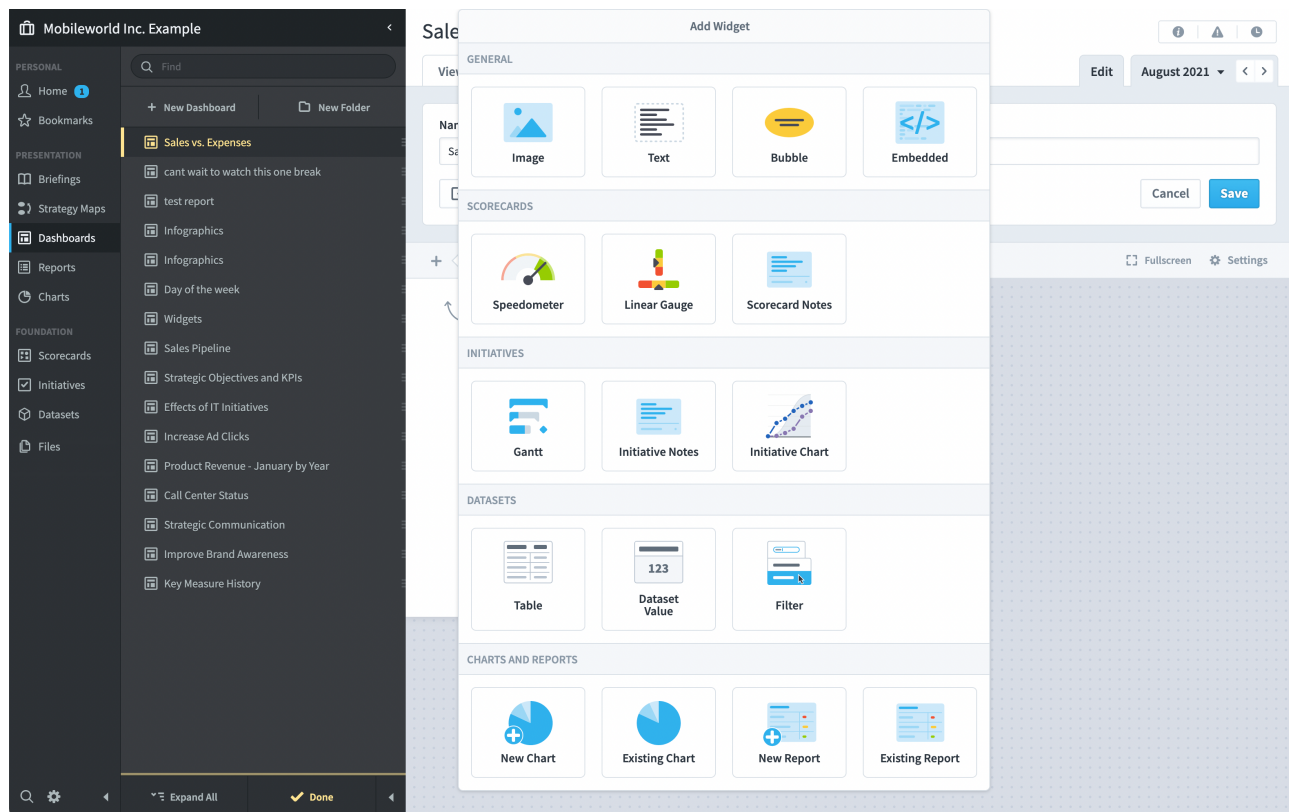 Mobileworld Inc. Example
PERSONAL
Home 1
Bookmarks
PRESENTATION
Briefings
Strategy Maps
Dashboards
Reports
Charts
FOUNDATION
Scorecards
Initiatives
Datasets
Files
Find
New Dashboard
New Folder
Sales vs. Expenses
cant wait to watch this one break
test report
Infographics
Infographics
Day of the week
Widgets
Sales Pipeline
Strategic Objectives and KPIs
Effects of IT Initiatives
Increase Ad Clicks
Product Revenue - January by Year
Call Center Status
Strategic Communication
Improve Brand Awareness
Key Measure History
Expand All
Done
Sale
Edit
August 2021
Cancel
Save
Fullscreen
Settings
Add Widget
GENERAL
Image
Text
Bubble
</>
Embedded
SCORECARDS
Speedometer
Linear Gauge
Scorecard Notes
INITIATIVES
Gantt
Initiative Notes
Initiative Chart
DATASETS
Table
123
Dataset
Value
Filter
CHARTS AND REPORTS
New Chart
Existing Chart
New Report
Existing Report